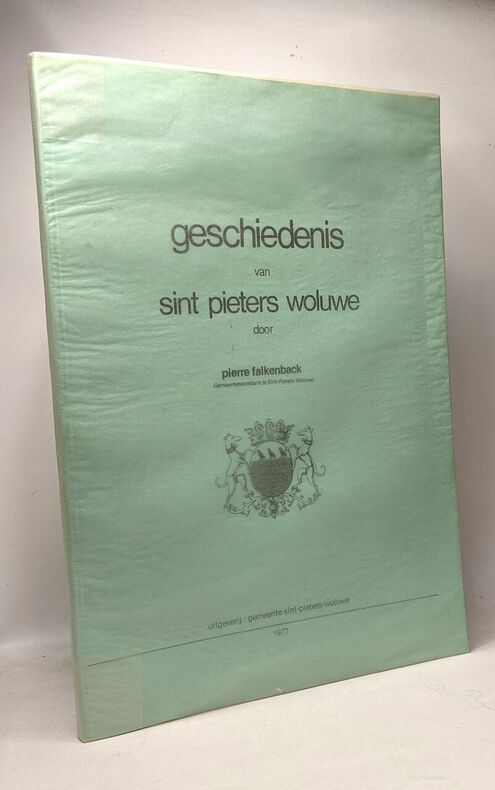 geschiedenis
van
sint pieters woluwe
door
pierre falkenback
Gemeentesecretaris te Sint-Pieters-Woluwe
uitgeverij : gemeente sint-pieters-woluwe
1977